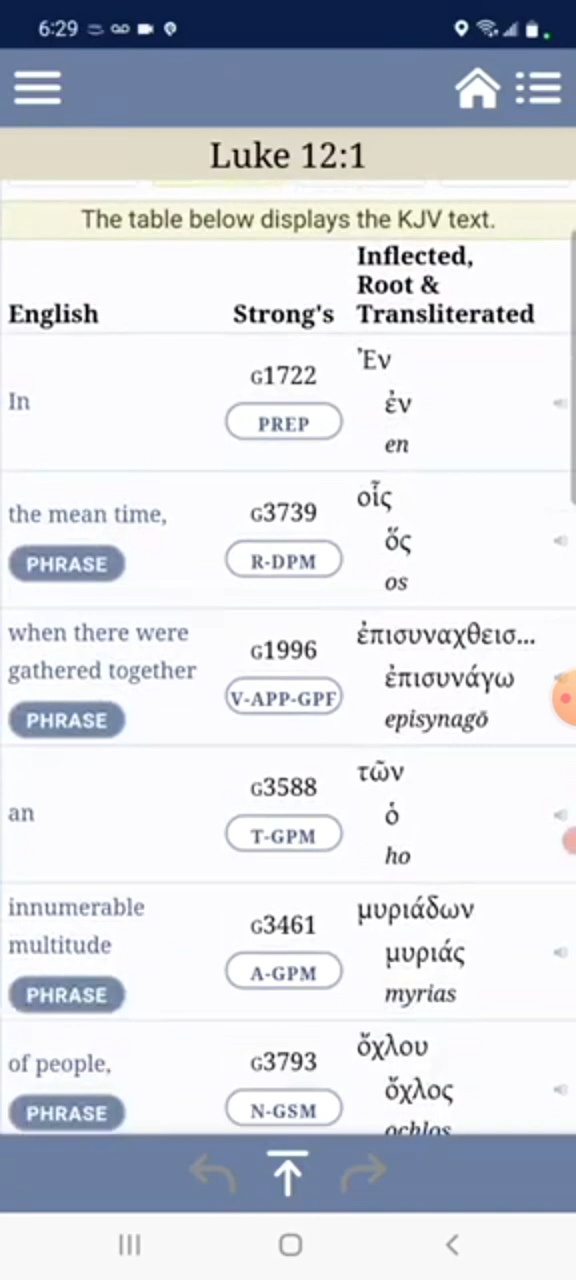 6:29
Luke 12:1
The table below displays the KJV text.
English
Strong's
Inflected,
Root &
Transliterated
In
G1722
PREP
Ἐν
ἐν
en
the mean time,
PHRASE
G3739
R-DPM
οἷς
ὅς
os
when there were
gathered together
PHRASE
G1996
V-APP-GPF
ἐπισυναχθεισ...
ἐπισυνάγω
episynagō
an
G3588
T-GPM
τῶν
ὁ
ho
innumerable
multitude
PHRASE
G3461
A-GPM
μυριάδων
μυριάς
myrias
of people,
PHRASE
G3793
N-GSM
ὄχλου
ὄχλος
ochlos